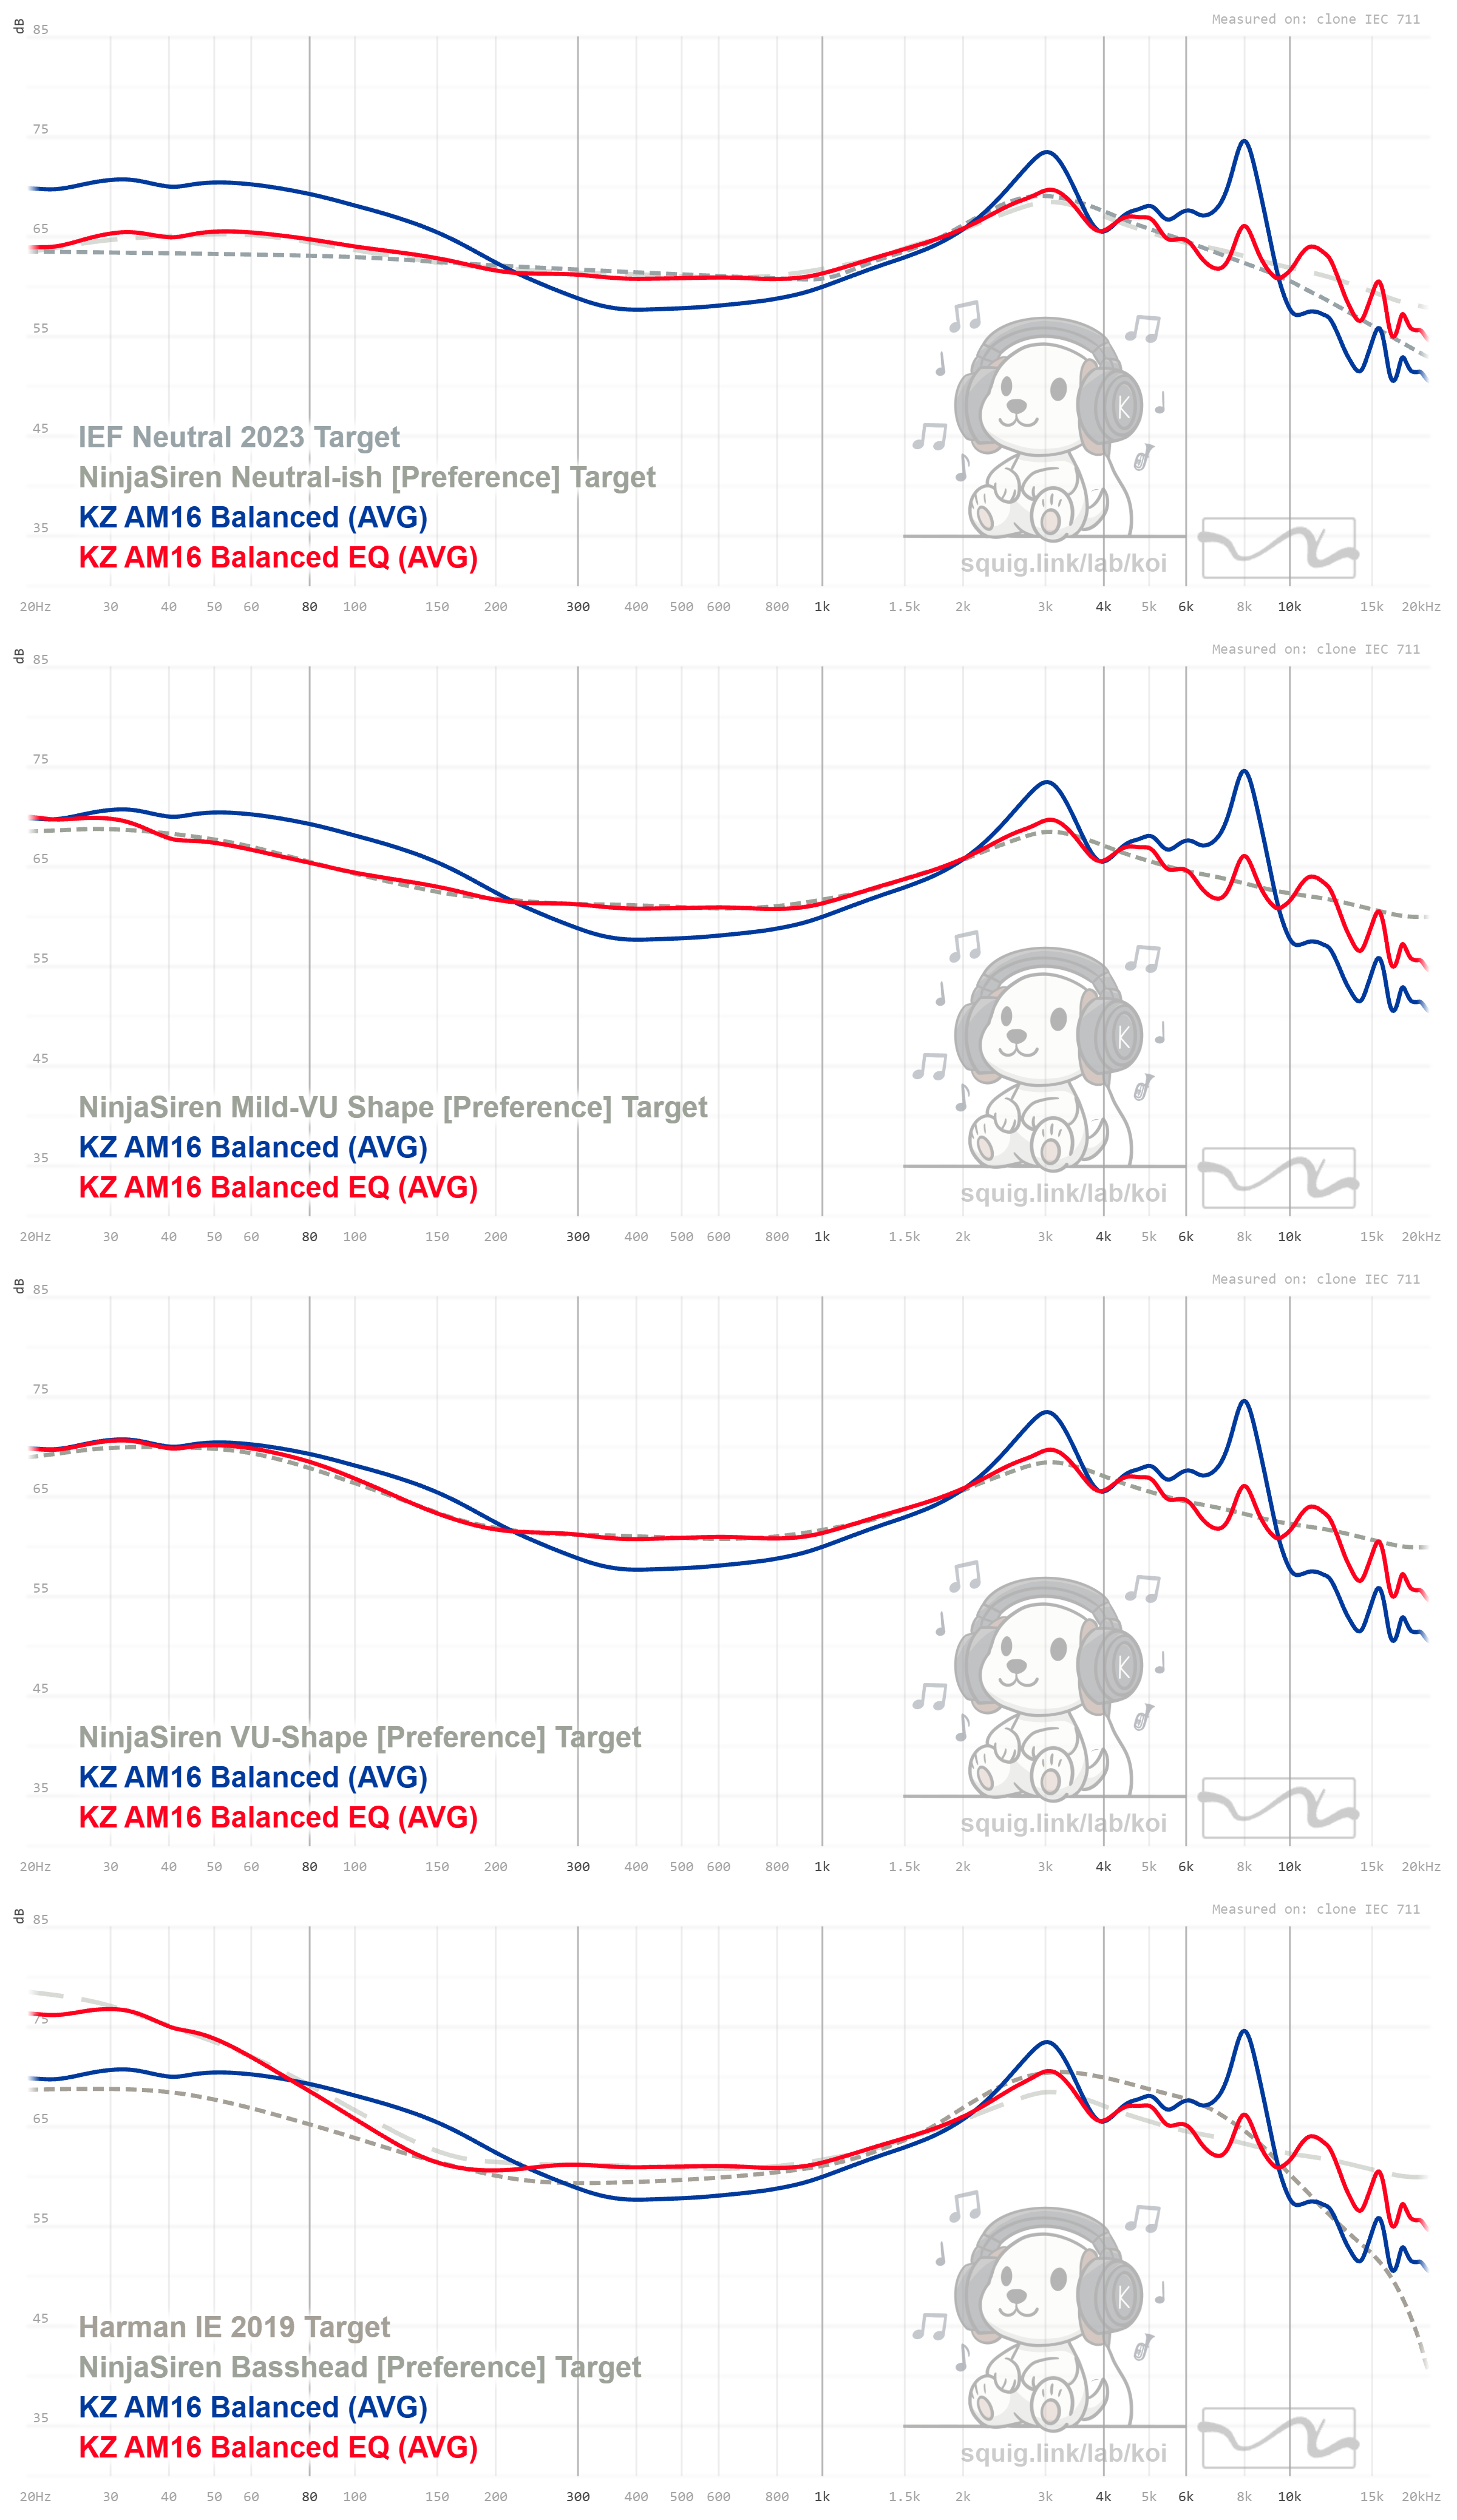 Measured on: clone IEC 711
dB
85
75
65
55
45
35
IEF Neutral 2023 Target
NinjaSiren Neutral-ish [Preference] Target
KZ AM16 Balanced (AVG)
KZ AM16 Balanced EQ (AVG)
K
squig.link/lab/koi
20Hz 30 40 50 60 80 100 150 200 300 400 500 600 800 1k 1.5k 2k 3k 4k 5k 6k 8k 10k 15k 20kHz
Measured on: clone IEC 711
dB
85
75
65
55
45
35
NinjaSiren Mild-VU Shape [Preference] Target
KZ AM16 Balanced (AVG)
KZ AM16 Balanced EQ (AVG)
K
squig.link/lab/koi
20Hz 30 40 50 60 80 100 150 200 300 400 500 600 800 1k 1.5k 2k 3k 4k 5k 6k 8k 10k 15k 20kHz
Measured on: clone IEC 711
dB
85
75
65
55
45
35
NinjaSiren VU-Shape [Preference] Target
KZ AM16 Balanced (AVG)
KZ AM16 Balanced EQ (AVG)
K
squig.link/lab/koi
20Hz 30 40 50 60 80 100 150 200 300 400 500 600 800 1k 1.5k 2k 3k 4k 5k 6k 8k 10k 15k 20kHz
Measured on: clone IEC 711
dB
85
75
65
55
45
35
Harman IE 2019 Target
NinjaSiren Basshead [Preference] Target
KZ AM16 Balanced (AVG)
KZ AM16 Balanced EQ (AVG)
K
squig.link/lab/koi
20Hz 30 40 50 60 80 100 150 200 300 400 500 600 800 1k 1.5k 2k 3k 4k 5k 6k 8k 10k 15k 20kHz